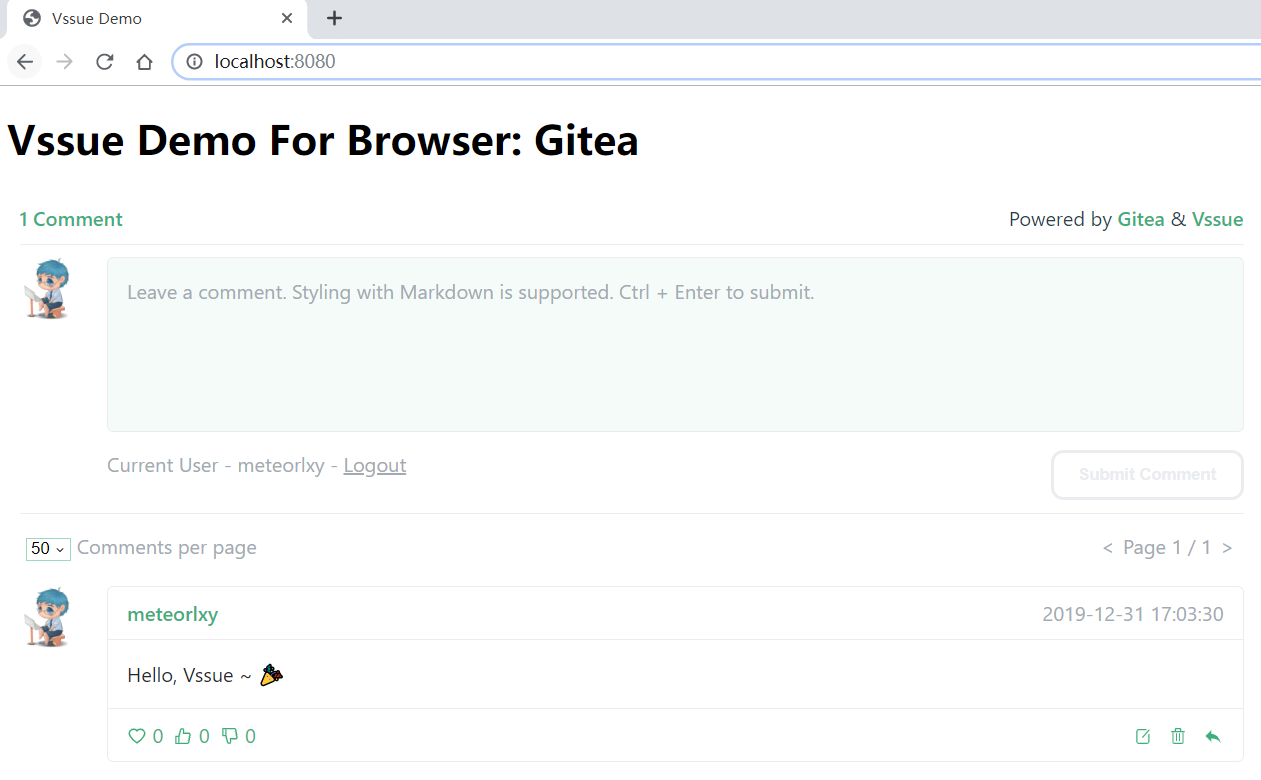 Vssue Demo
localhost:8080
Vssue Demo For Browser: Gitea
1 Comment Powered by Gitea & Vssue
Leave a comment. Styling with Markdown is supported. Ctrl + Enter to submit.
Current User - meteorlxy - Logout Submit Comment
50 Comments per page < Page 1 / 1 >
meteorlxy 2019-12-31 17:03:30
Hello, Vssue ~ 🎉
0 0 0